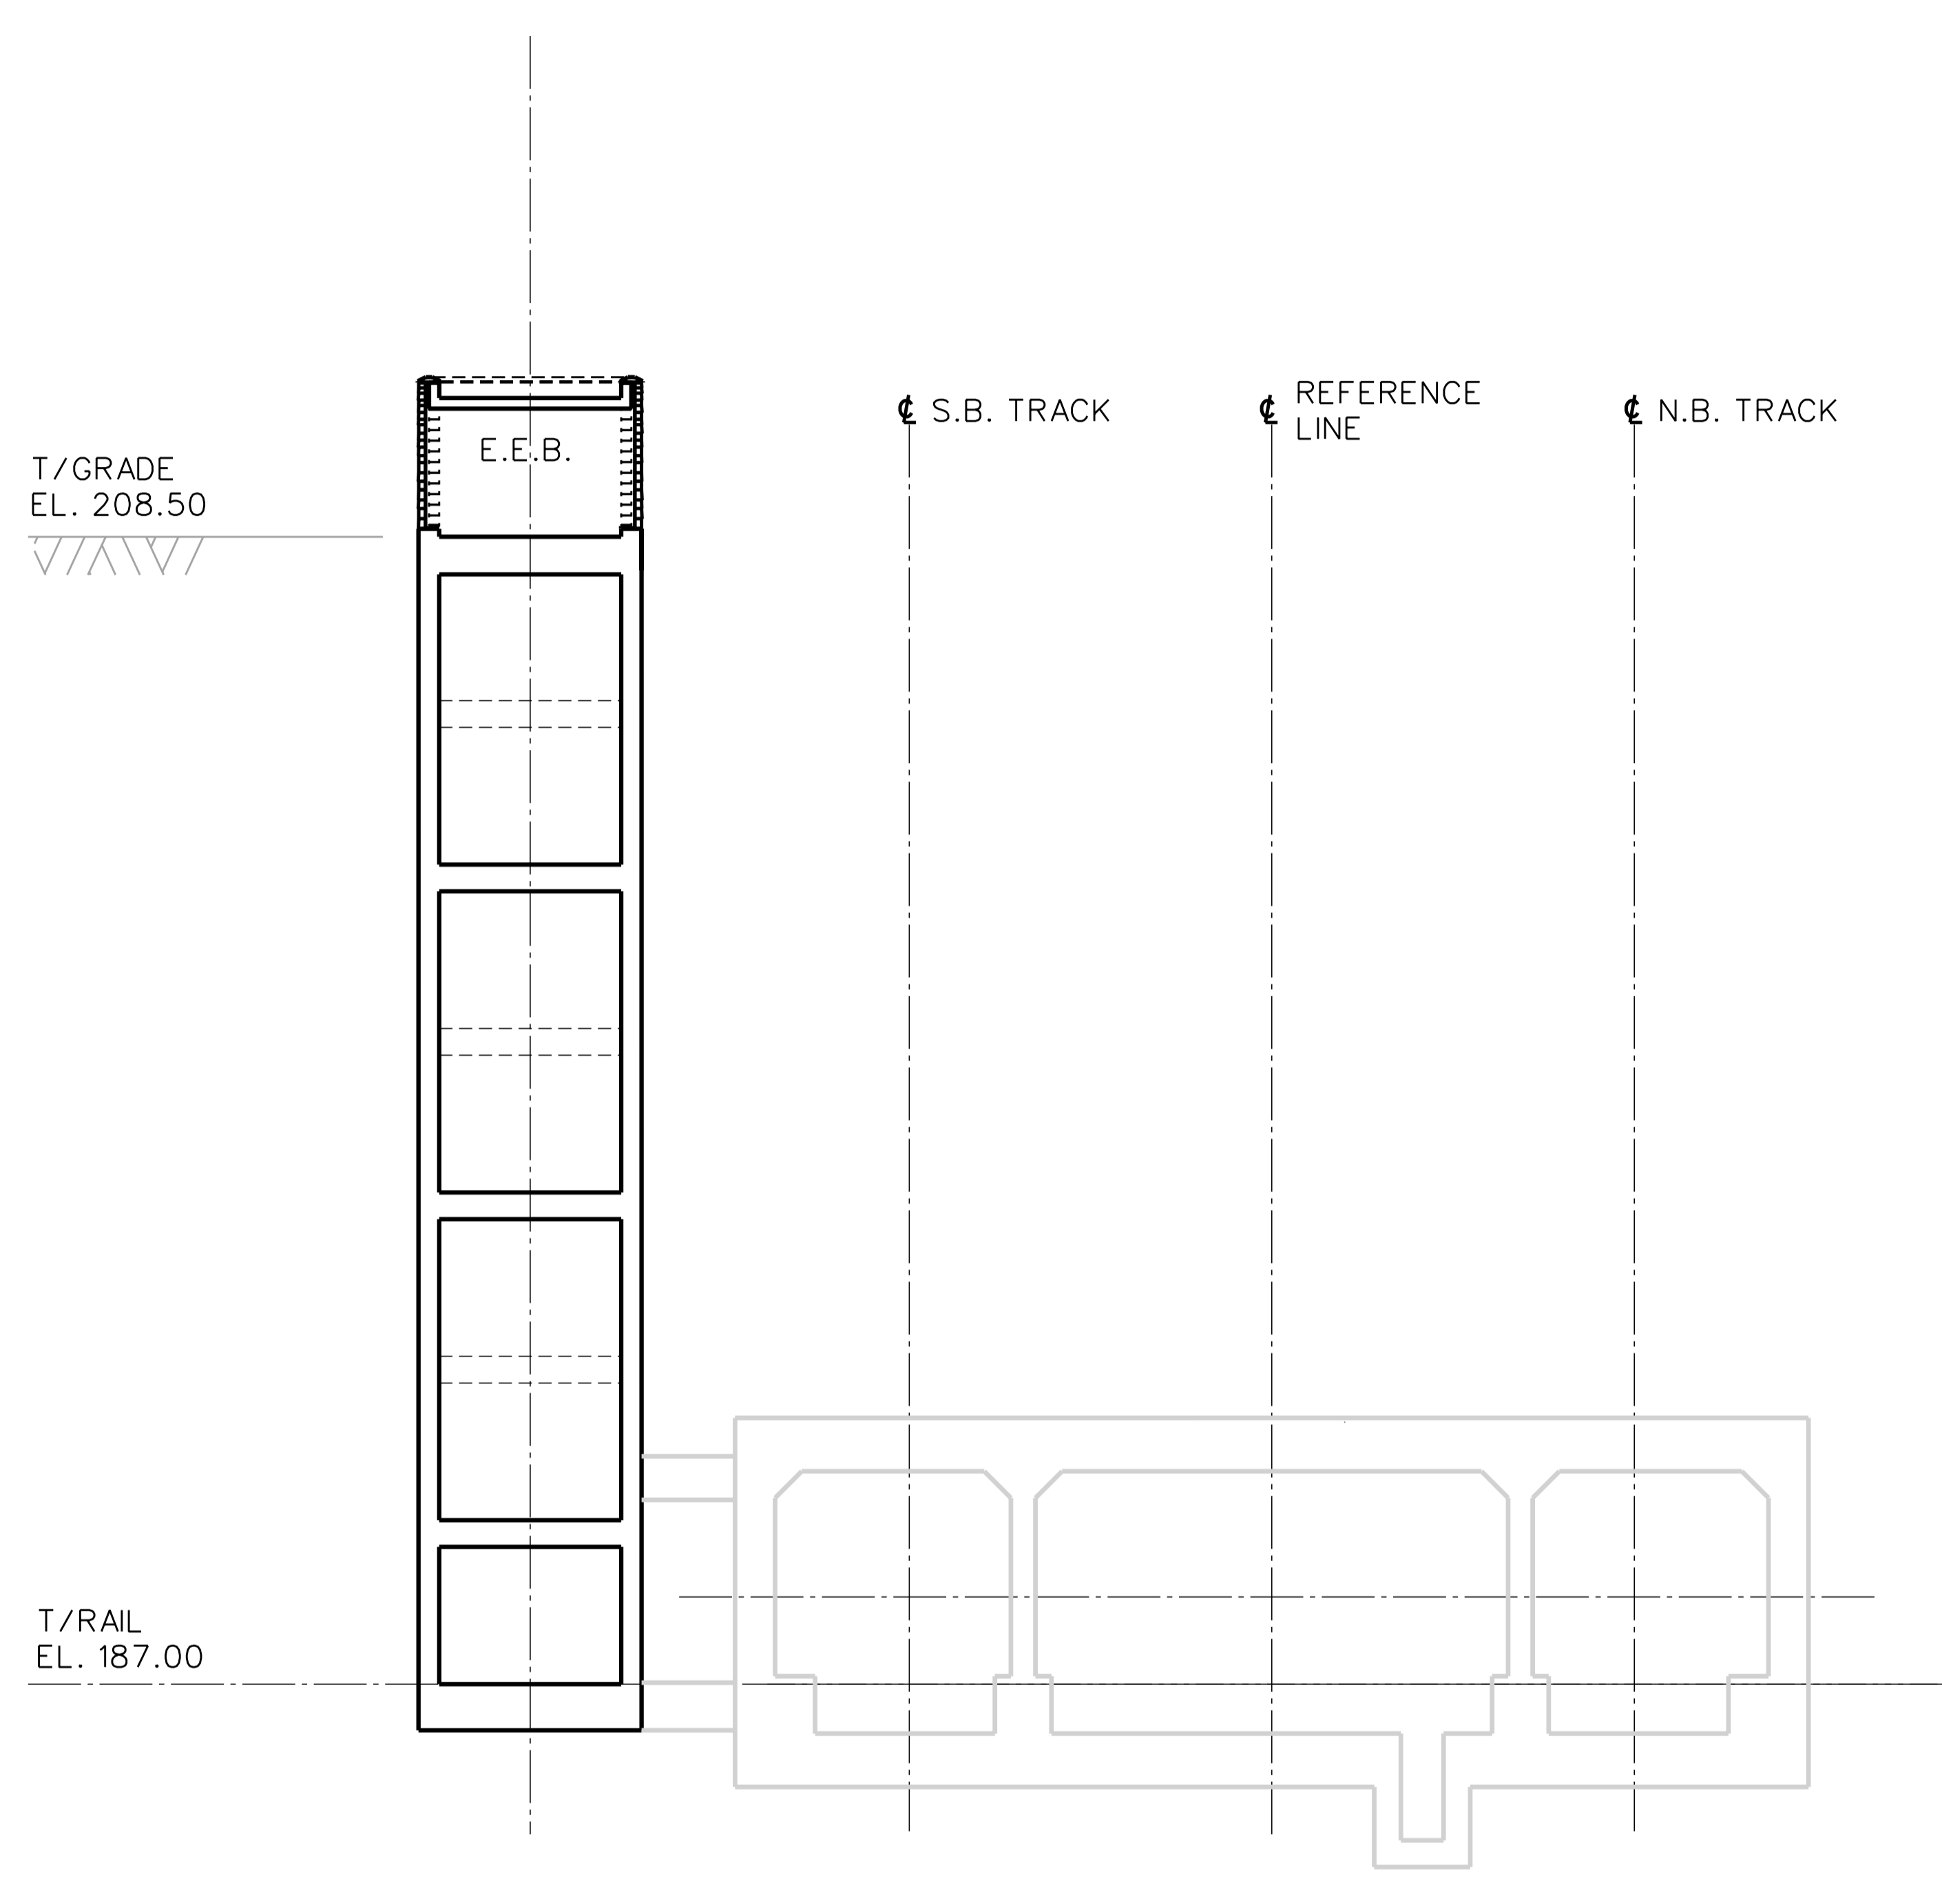 ℄ REFERENCE
LINE
℄ S.B. TRACK
℄ N.B. TRACK
E.E.B.
T/GRADE
EL. 208.50
T/RAIL
EL. 187.00